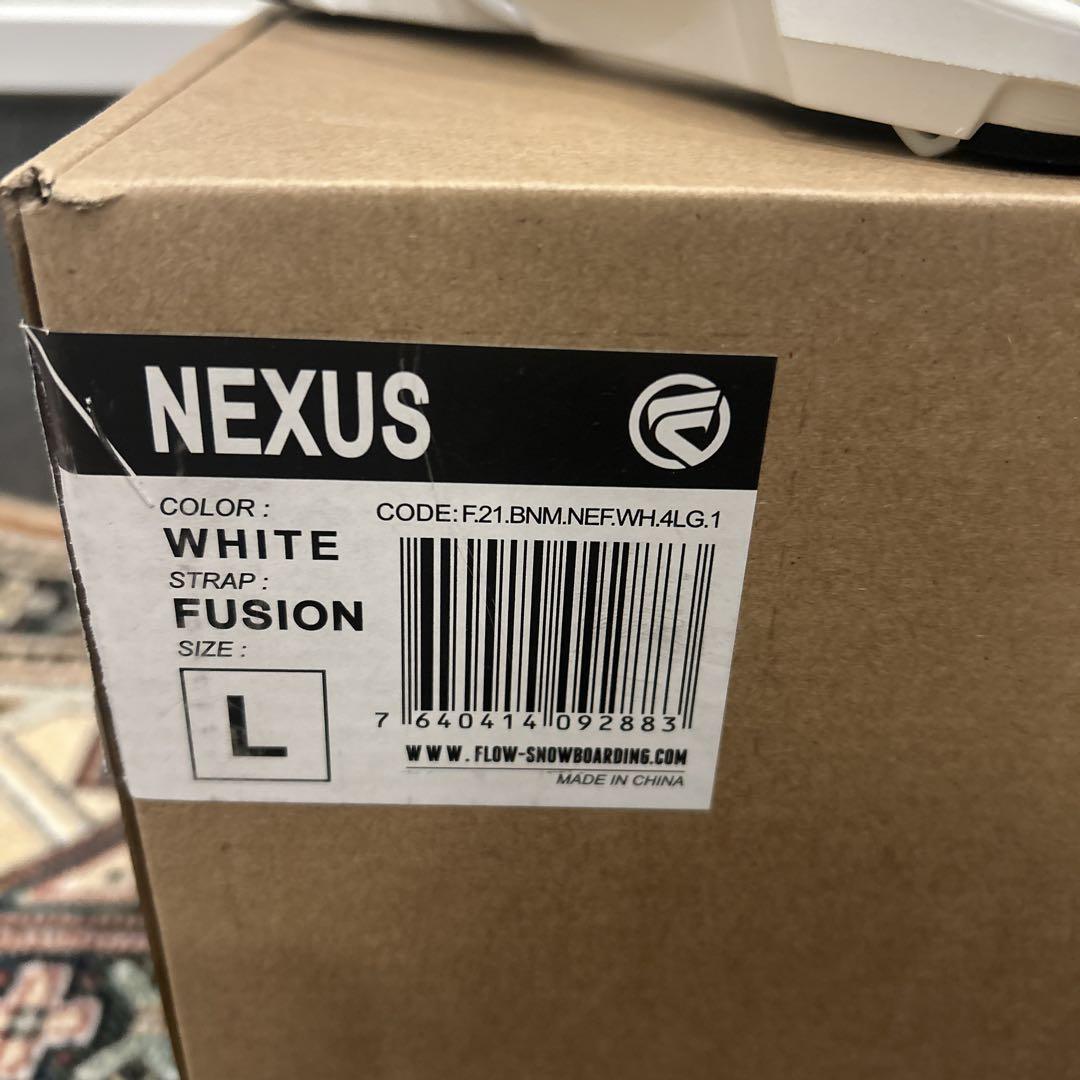 NEXUS
COLOR :
WHITE
STRAP :
FUSION
SIZE :
L
CODE: F.21.BNM.NEF.WH.4LG.1
7 640414 092883
WWW.FLOW-SNOWBOARDING.COM
MADE IN CHINA